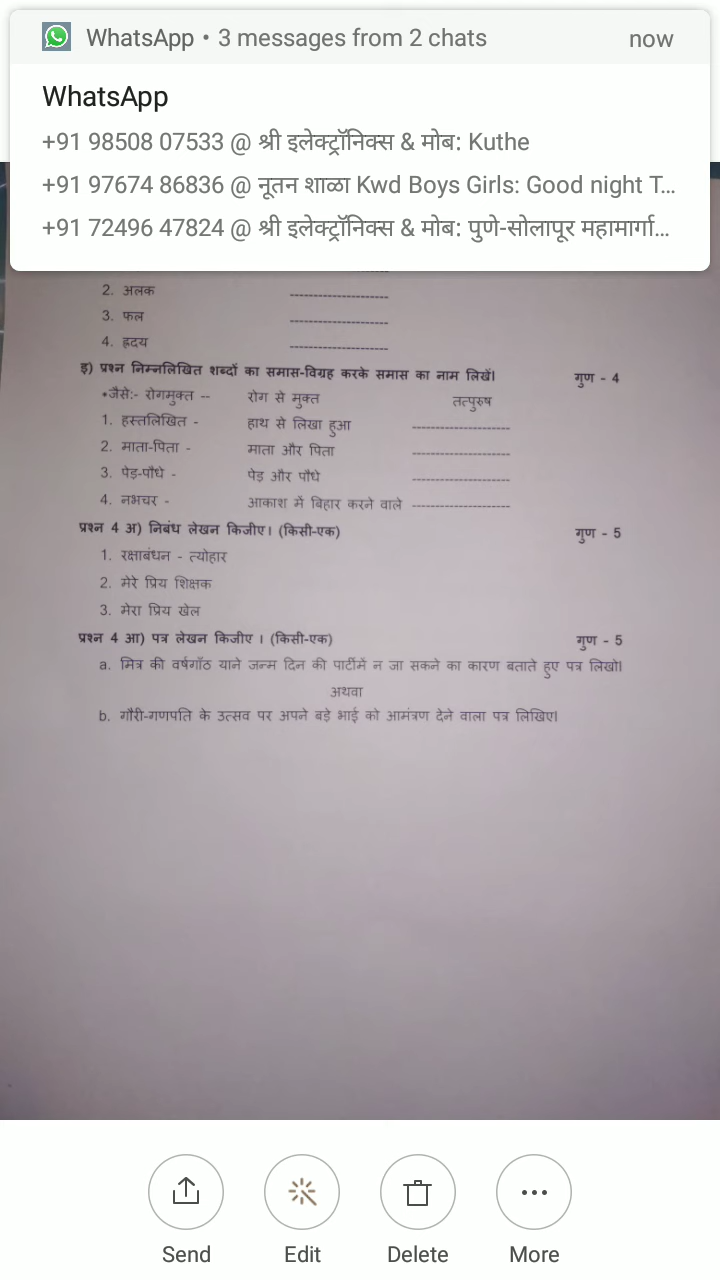 WhatsApp • 3 messages from 2 chats now
WhatsApp
+91 98508 07533 @ श्री इलेक्ट्रॉनिक्स & मोब: Kuthe
+91 97674 86836 @ नूतन शाळा Kwd Boys Girls: Good night T...
+91 72496 47824 @ श्री इलेक्ट्रॉनिक्स & मोब: पुणे-सोलापूर महामार्गा...
2. अलक --------------------
3. फल --------------------
4. हृदय --------------------
इ) प्रश्न निम्नलिखित शब्दों का समास-विग्रह करके समास का नाम लिखें। गुण - 4
•जैसे:- रोगमुक्त -- रोग से मुक्त तत्पुरुष
1. हस्तलिखित - हाथ से लिखा हुआ --------------------
2. माता-पिता - माता और पिता --------------------
3. पेड़-पौधे - पेड़ और पौधे --------------------
4. नभचर - आकाश में बिहार करने वाले --------------------
प्रश्न 4 अ) निबंध लेखन किजीए। (किसी-एक) गुण - 5
1. रक्षाबंधन - त्योहार
2. मेरे प्रिय शिक्षक
3. मेरा प्रिय खेल
प्रश्न 4 आ) पत्र लेखन किजीए । (किसी-एक) गुण - 5
a. मित्र की वर्षगाँठ याने जन्म दिन की पार्टीमें न जा सकने का कारण बताते हुए पत्र लिखो।
अथवा
b. गौरी-गणपति के उत्सव पर अपने बड़े भाई को आमंत्रण देने वाला पत्र लिखिए।
Send Edit Delete More